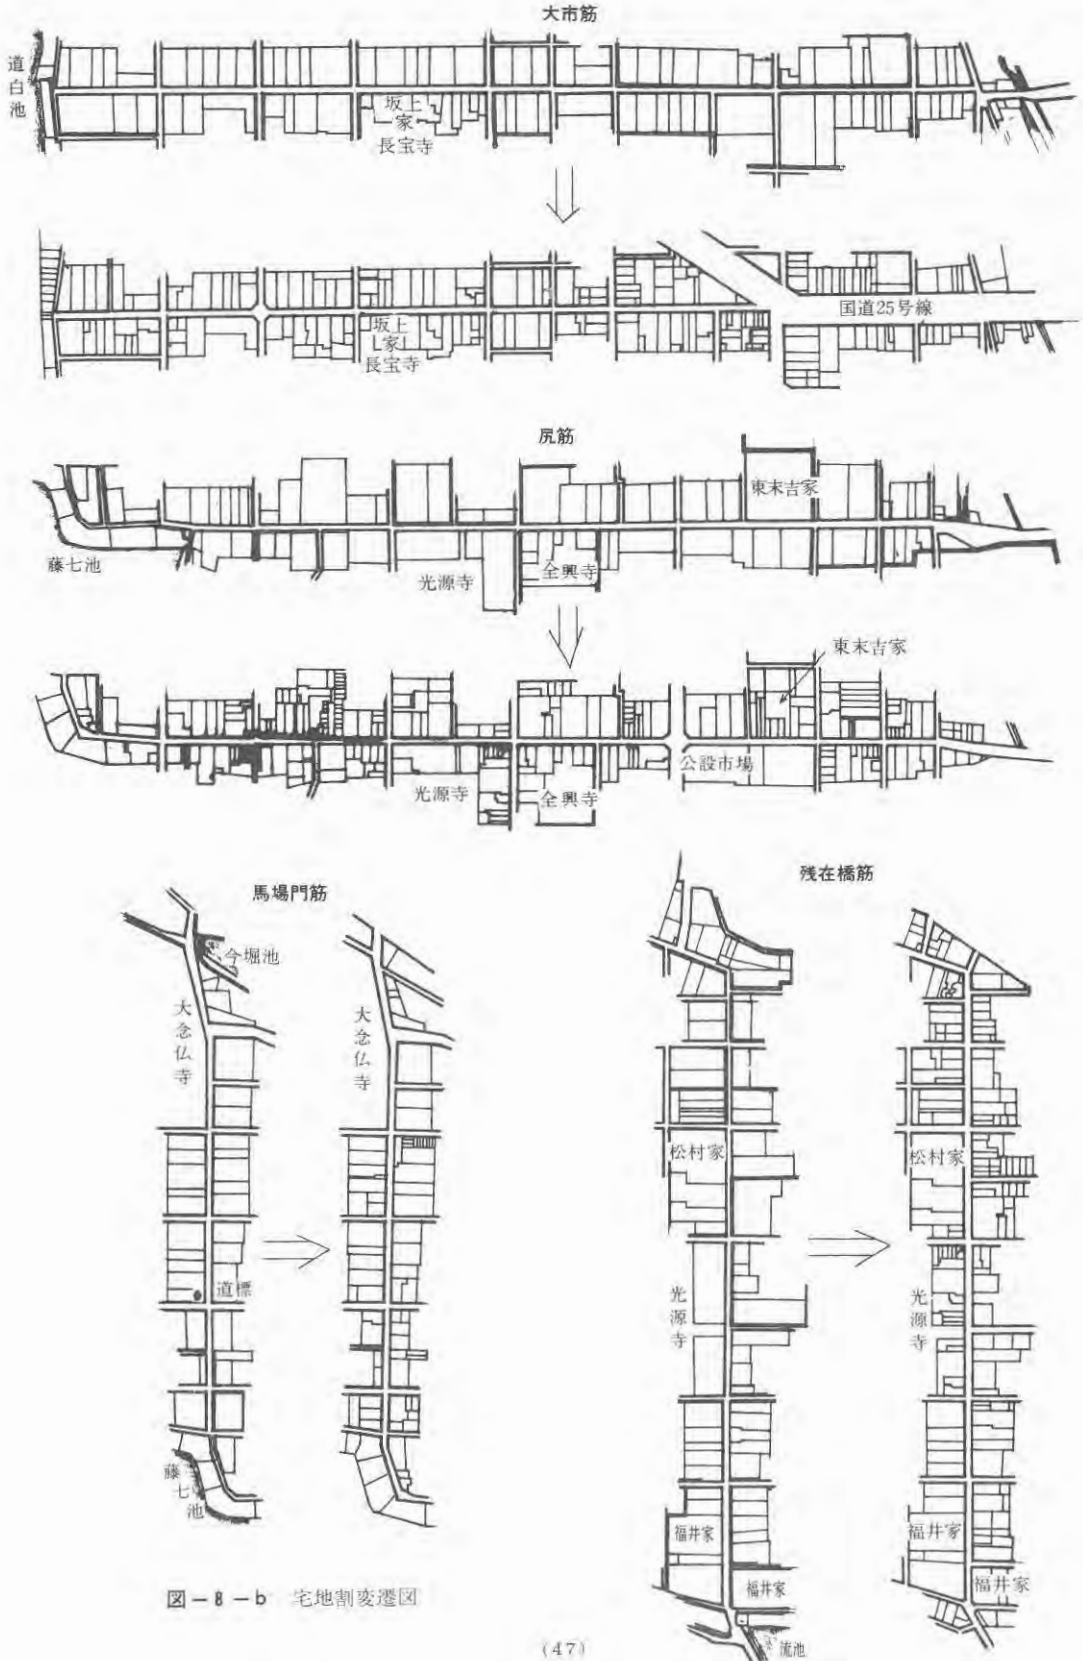 大市筋
道白池
坂上家
長宝寺
坂上家
長宝寺
国道25号線
尻筋
東末吉家
藤七池
光源寺
全興寺
東末吉家
公設市場
光源寺
全興寺
馬場門筋
今堀池
大念仏寺
大念仏寺
道標
藤七池
残在橋筋
松村家
松村家
光源寺
光源寺
福井家
福井家
福井家
福井家
流池
図－8－b 宅地割変遷図
(47)